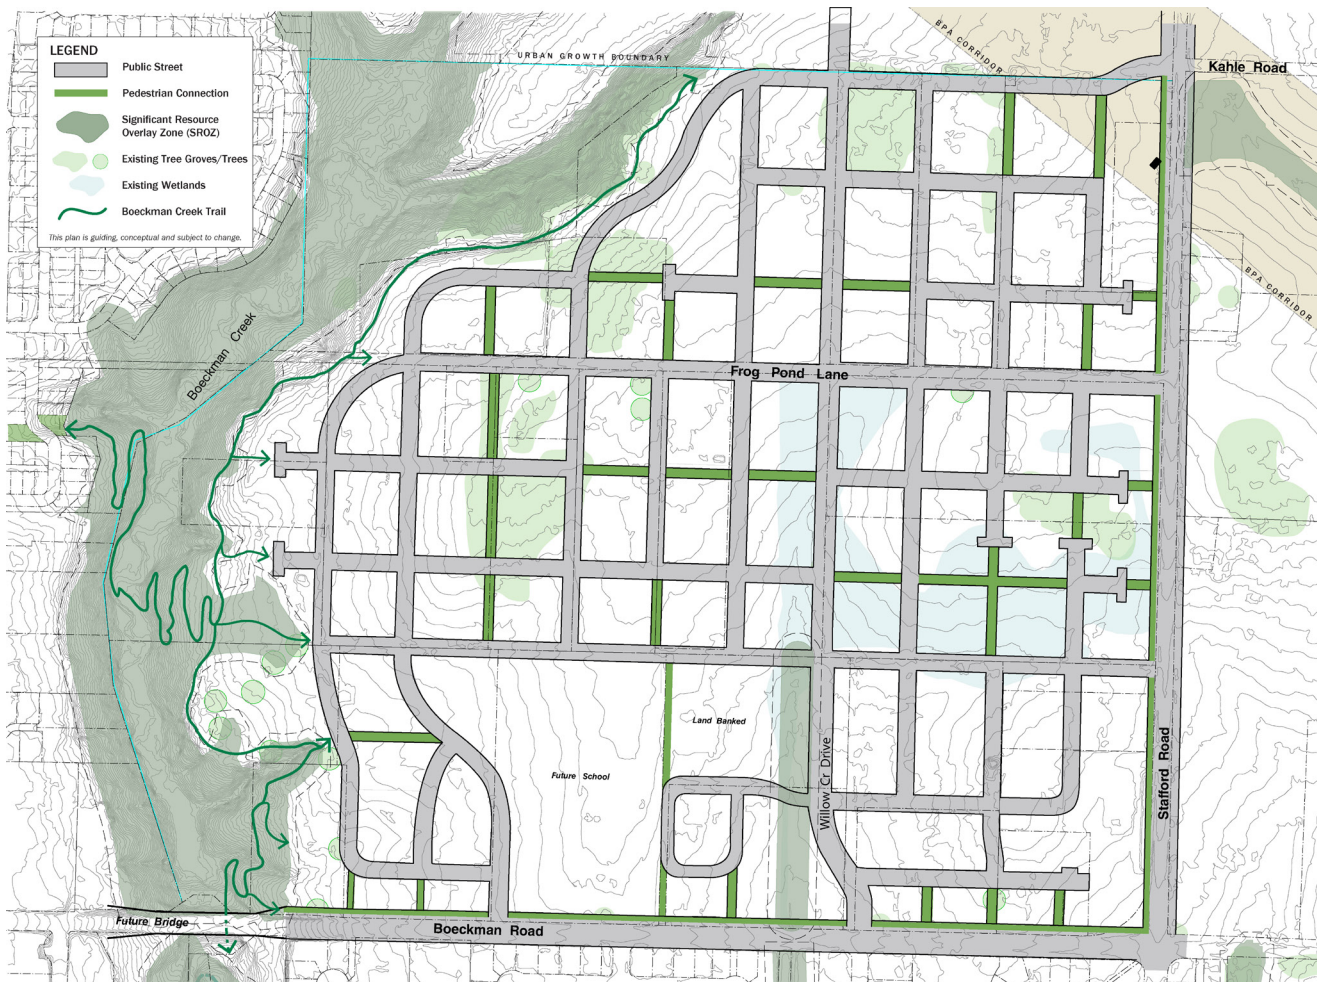 LEGEND
Public Street
Pedestrian Connection
Significant Resource
Overlay Zone (SROZ)
Existing Tree Groves/Trees
Existing Wetlands
Boeckman Creek Trail
This plan is guiding, conceptual and subject to change.
URBAN GROWTH BOUNDARY
BPA CORRIDOR
Kahle Road
BPA CORRIDOR
Boeckman Creek
Frog Pond Lane
Land Banked
Future School
Willow Cr Drive
Stafford Road
Future Bridge
Boeckman Road